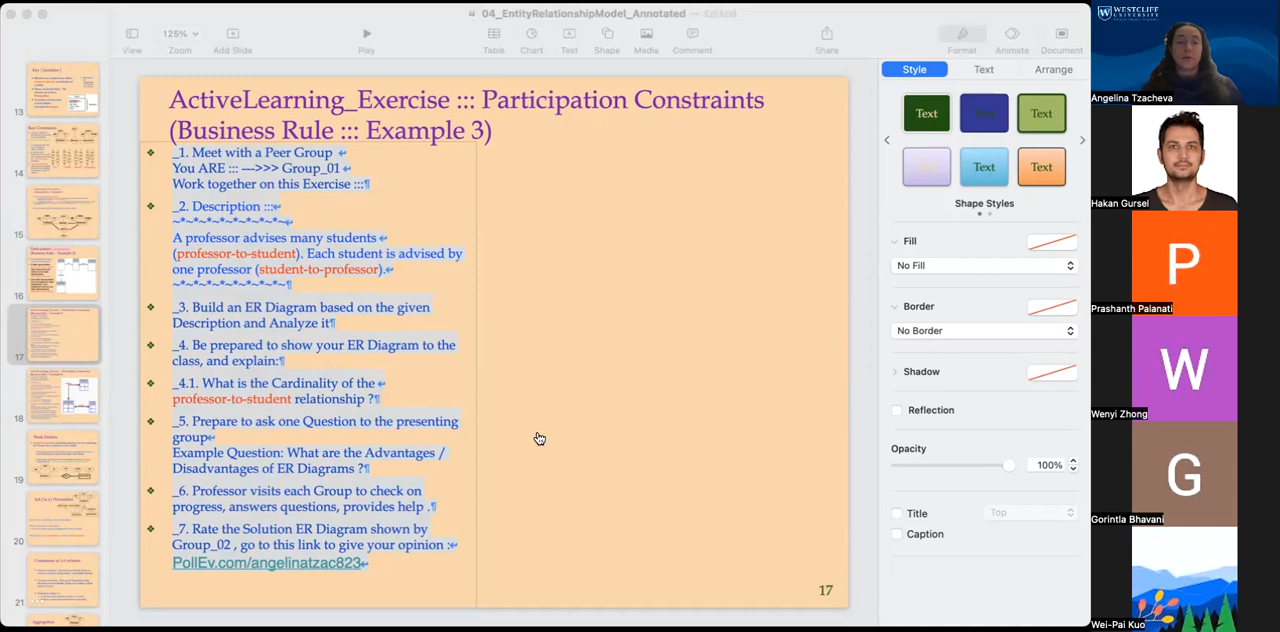 04_EntityRelationshipModel_Annotated — Edited
View
125%
Zoom
Add Slide
Play
Table
Chart
Text
Shape
Media
Comment
Share
Format
Animate
Document
13
14
15
16
17
18
19
20
21
ActiveLearning_Exercise ::: Participation Constraints
(Business Rule ::: Example 3)
❖ _1. Meet with a Peer Group ↵
You ARE ::: --->>> Group_01 ↵
Work together on this Exercise :::¶
❖ _2. Description :::↵
~*~*~*~*~*~*~*~*~↵
A professor advises many students ↵
(professor-to-student). Each student is advised by
one professor (student-to-professor).↵
~*~*~*~*~*~*~*~*~¶
❖ _3. Build an ER Diagram based on the given
Description and Analyze it¶
❖ _4. Be prepared to show your ER Diagram to the
class, and explain:¶
❖ _4.1. What is the Cardinality of the ↵
professor-to-student relationship ?¶
❖ _5. Prepare to ask one Question to the presenting
group↵
Example Question: What are the Advantages /
Disadvantages of ER Diagrams ?¶
❖ _6. Professor visits each Group to check on
progress, answers questions, provides help .¶
❖ _7. Rate the Solution ER Diagram shown by
Group_02 , go to this link to give your opinion :↵
PollEv.com/angelinatzac823↵
17
Style
Text
Arrange
Text
Text
Text
Text
Text
Shape Styles
Fill
No Fill
Border
No Border
Shadow
Reflection
Opacity
100%
Title
Top
Caption
WESTCLIFF
UNIVERSITY
Angelina Tzacheva
Hakan Gursel
P
Prashanth Palanati
W
Wenyi Zhong
G
Gorintla Bhavani
Wei-Pai Kuo